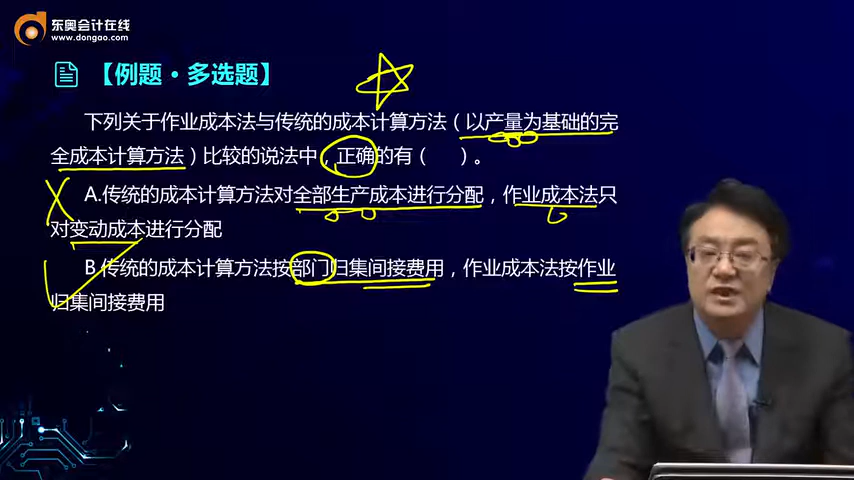 东奥会计在线
www.dongao.com
【例题·多选题】
下列关于作业成本法与传统的成本计算方法（以产量为基础的完
全成本计算方法）比较的说法中，正确的有（　）。
A.传统的成本计算方法对全部生产成本进行分配，作业成本法只
对变动成本进行分配
B.传统的成本计算方法按部门归集间接费用，作业成本法按作业
归集间接费用